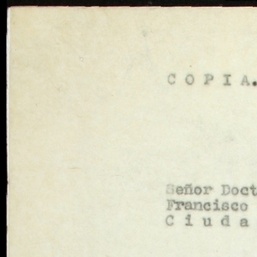 C O P I A.
Señor Doct
Francisco
C i u d a